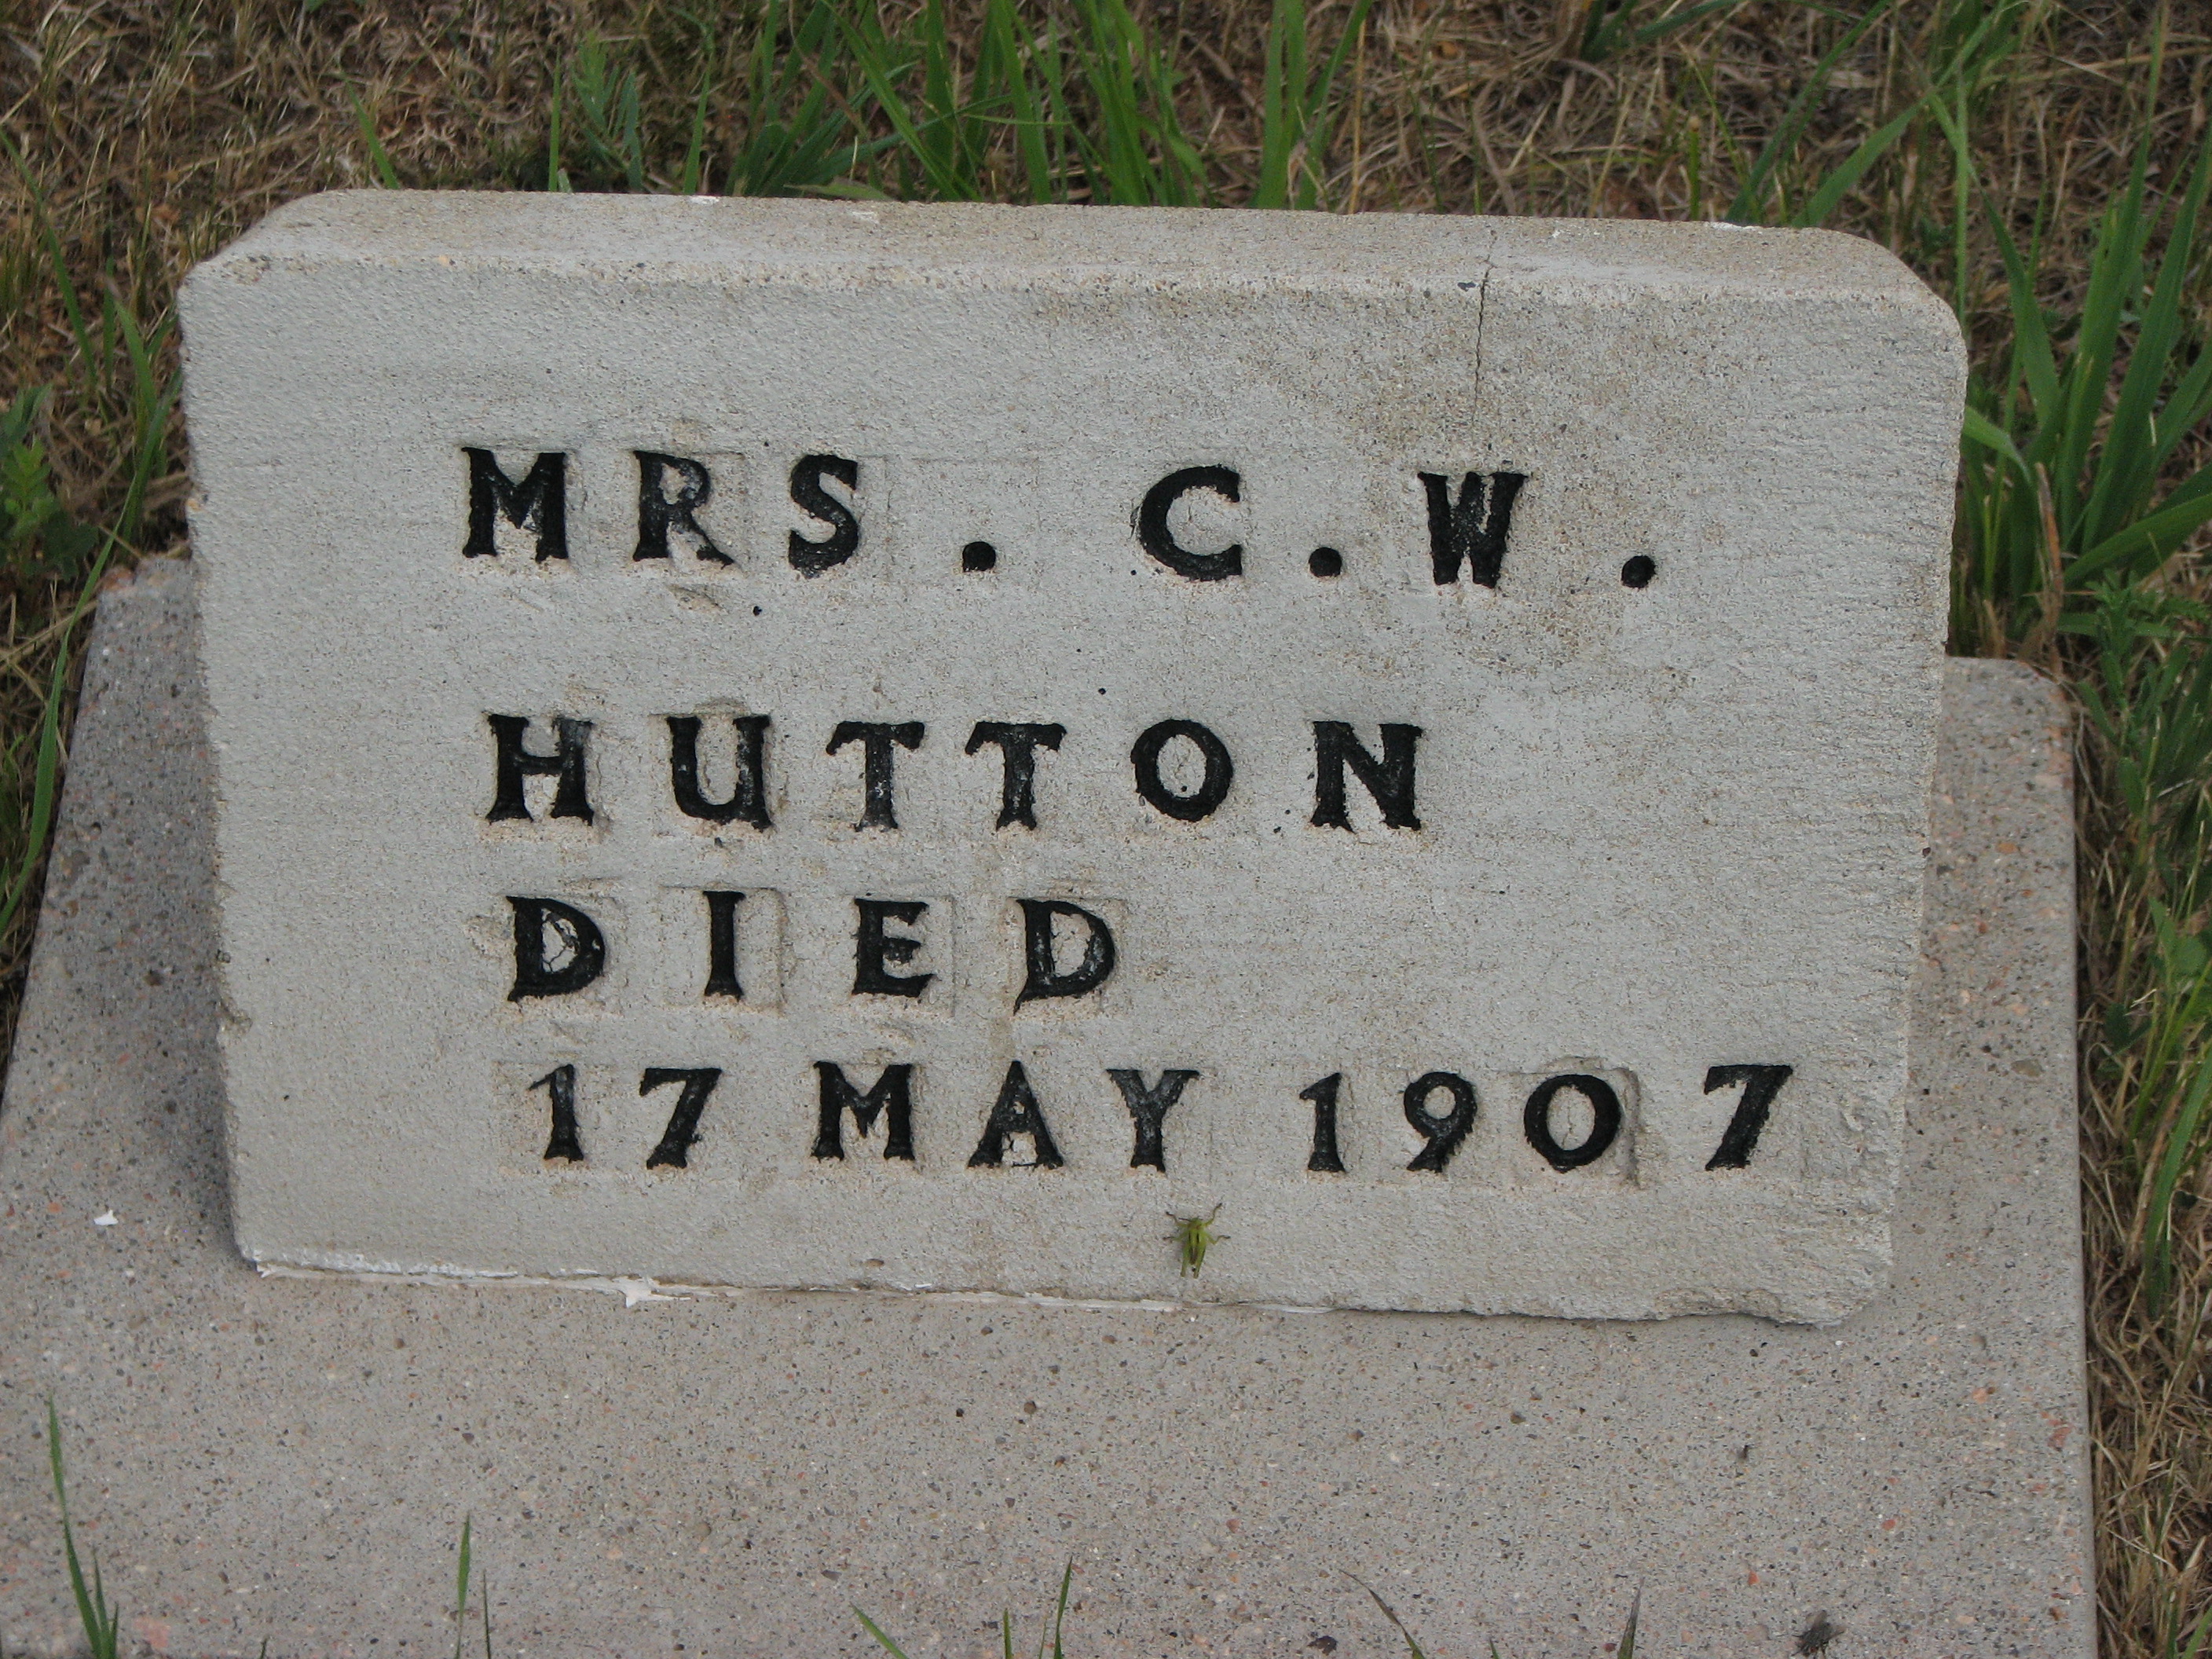 MRS. C.W.
HUTTON
DIED
17 MAY 1907